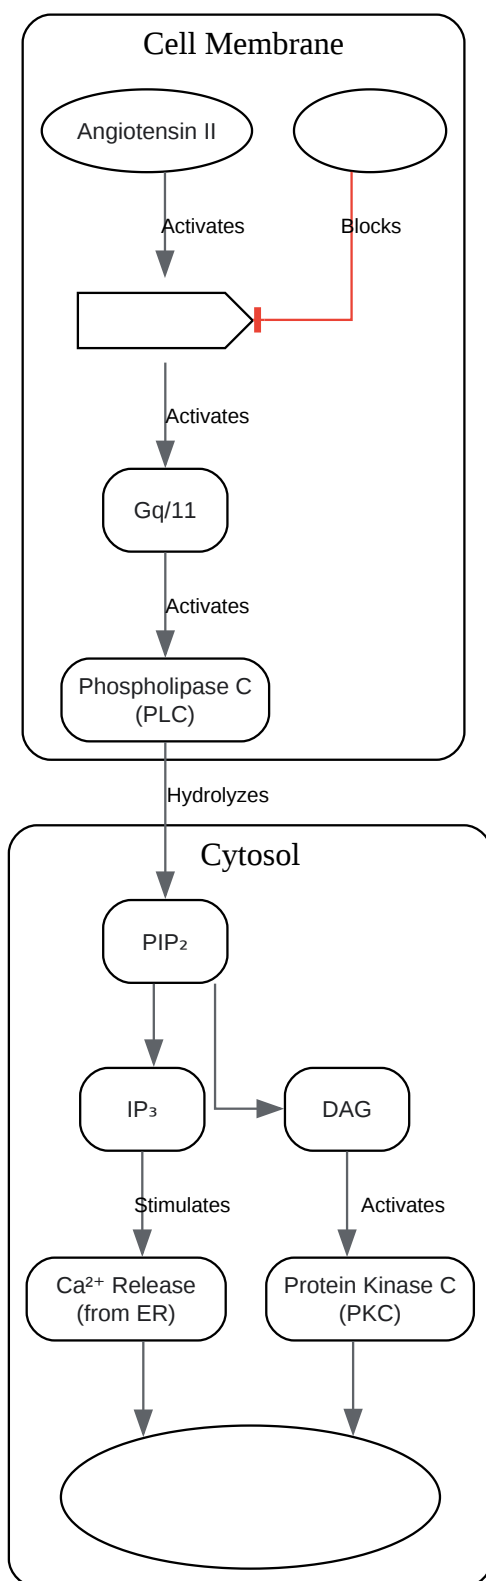 Cell Membrane
Angiotensin II
Activates
Blocks
Activates
Gq/11
Activates
Phospholipase C
(PLC)
Hydrolyzes
Cytosol
PIP₂
IP₃
DAG
Stimulates
Activates
Ca²⁺ Release
(from ER)
Protein Kinase C
(PKC)